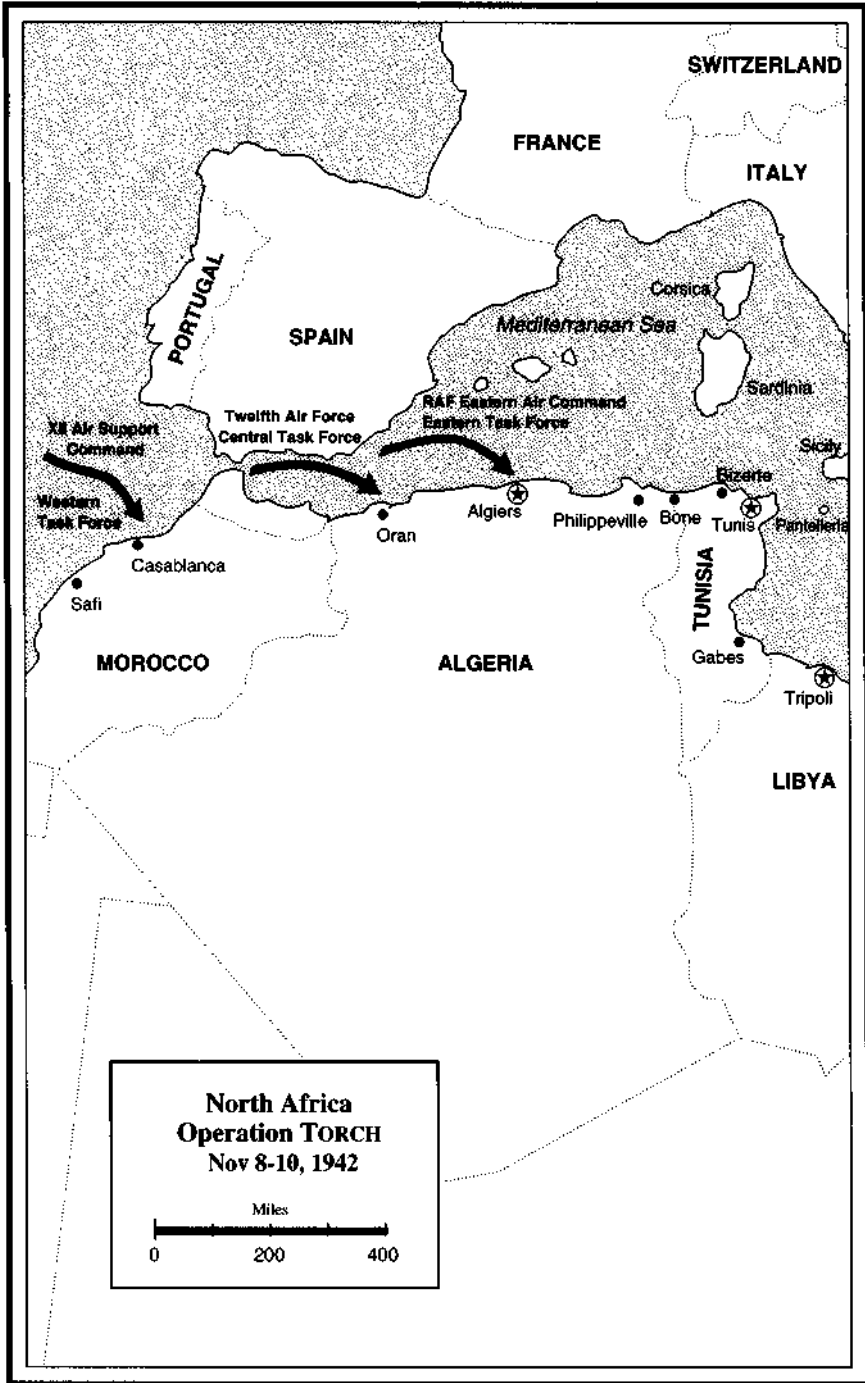 SWITZERLAND
FRANCE
ITALY
PORTUGAL
SPAIN
Corsica
Mediterranean Sea
Sardinia
XII Air Support
Command
Twelfth Air Force
Central Task Force
RAF Eastern Air Command
Eastern Task Force
Sicily
Western
Task Force
Casablanca
Safi
Oran
Algiers
Philippeville
Bône
Bizerte
Tunis
Pantelleria
TUNISIA
Gabes
Tripoli
MOROCCO
ALGERIA
LIBYA
North Africa
Operation TORCH
Nov 8-10, 1942
Miles
0 200 400